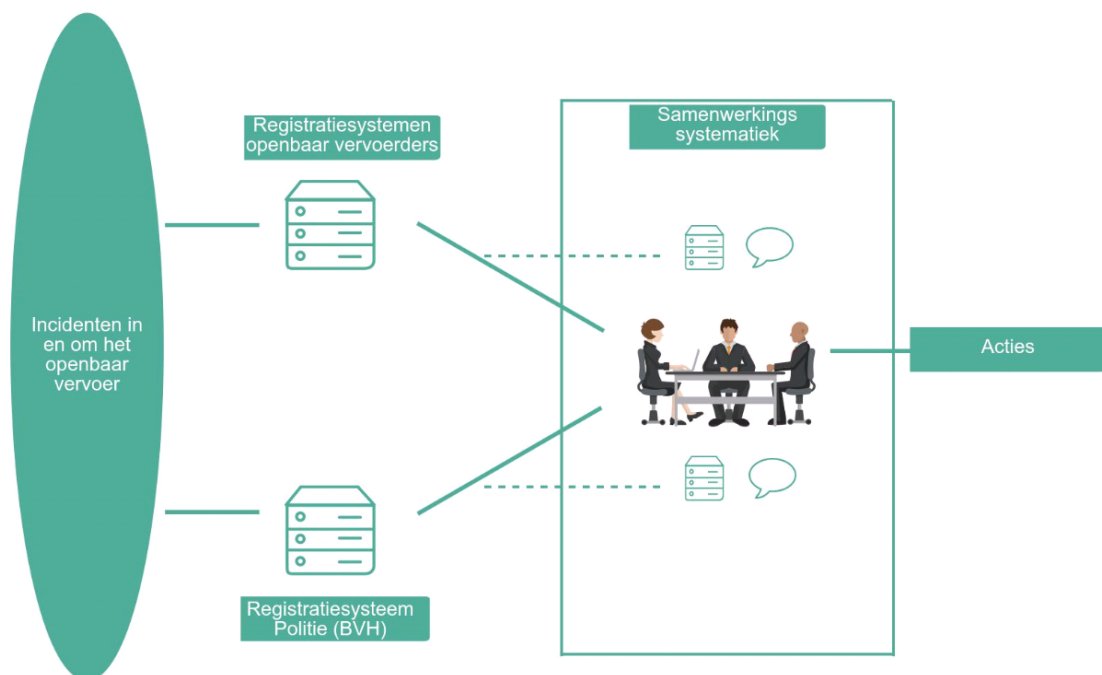 Incidenten in
en om het
openbaar
vervoer
Registratiesystemen
openbaar vervoerders
Registratiesysteem
Politie (BVH)
Samenwerkings
systematiek
Acties